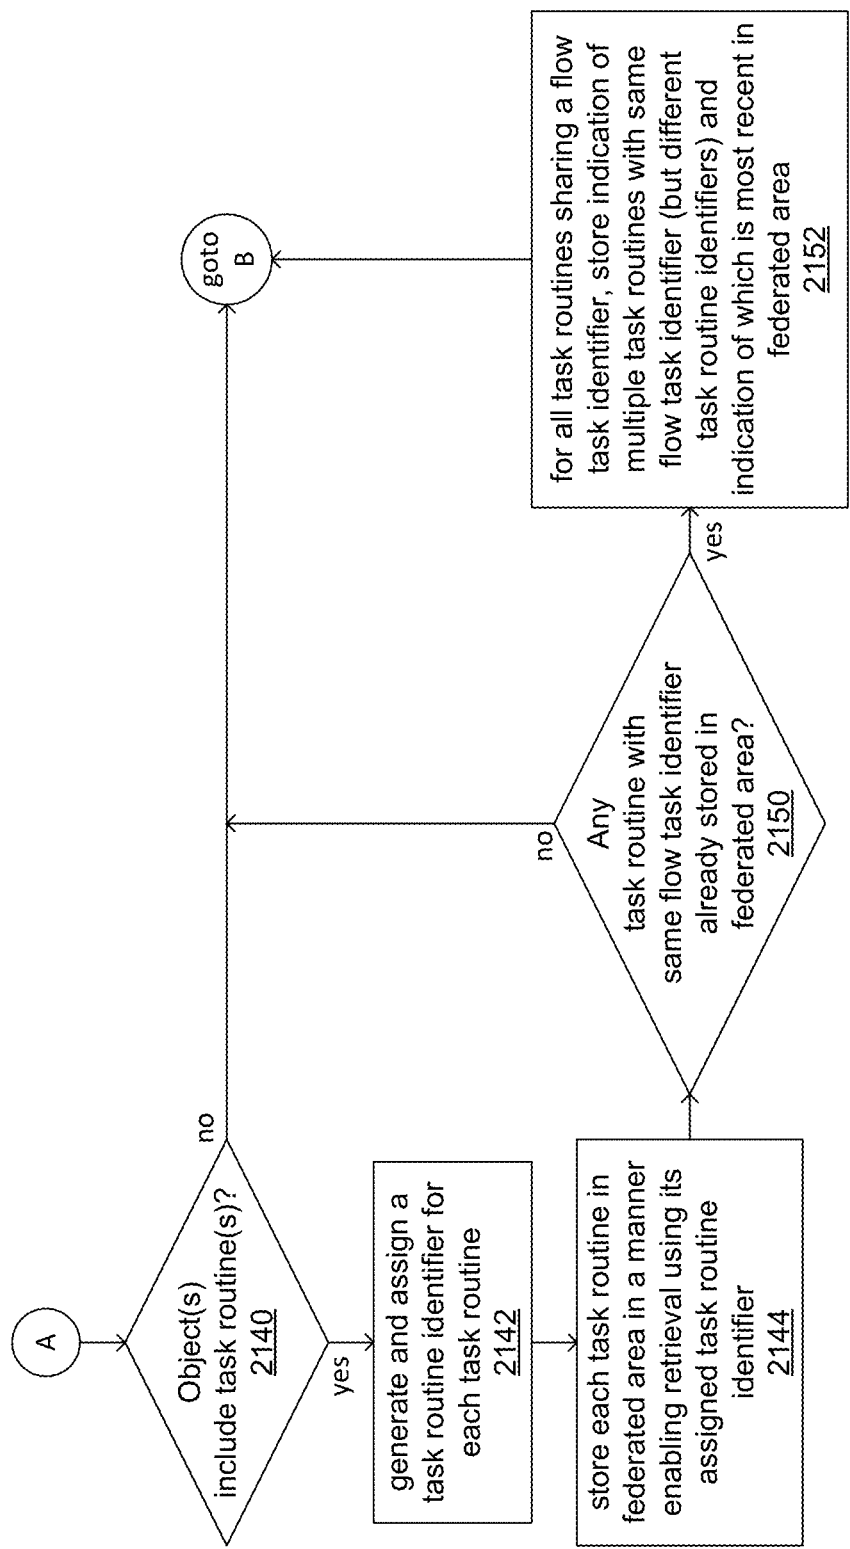 A
Object(s)
include task routine(s)?
2140
no
yes
generate and assign a
task routine identifier for
each task routine
2142
store each task routine in
federated area in a manner
enabling retrieval using its
assigned task routine
identifier
2144
Any
task routine with
same flow task identifier
already stored in
federated area?
2150
no
yes
for all task routines sharing a flow
task identifier, store indication of
multiple task routines with same
flow task identifier (but different
task routine identifiers) and
indication of which is most recent in
federated area
2152
goto
B